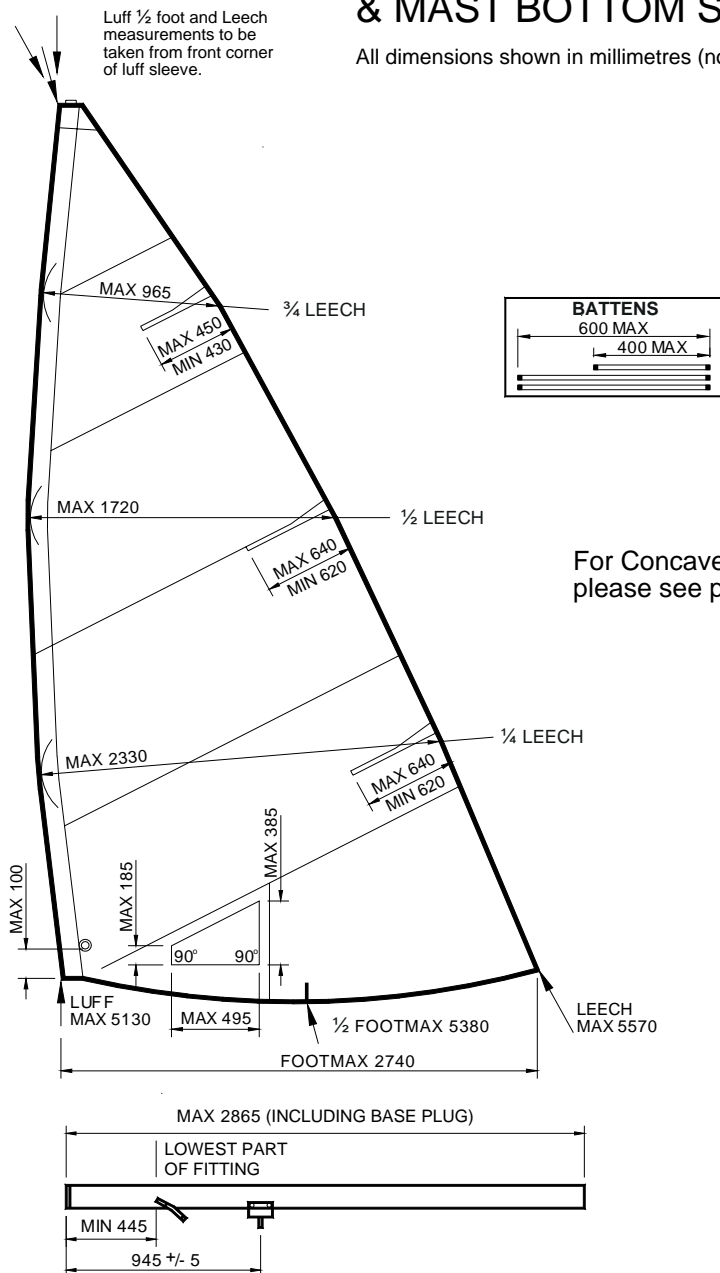 & MAST BOTTOM S
Luff ½ foot and Leech
measurements to be
taken from front corner
of luff sleeve.
All dimensions shown in millimetres (no
MAX 965
¾ LEECH
MAX 450
MIN 430
BATTENS
600 MAX
400 MAX
MAX 1720
½ LEECH
MAX 640
MIN 620
For Concave
please see p
MAX 2330
¼ LEECH
MAX 640
MIN 620
MAX 385
MAX 185
MAX 100
90° 90°
LUFF
MAX 5130
MAX 495
½ FOOTMAX 5380
LEECH
MAX 5570
FOOTMAX 2740
MAX 2865 (INCLUDING BASE PLUG)
LOWEST PART
OF FITTING
MIN 445
945 +/- 5